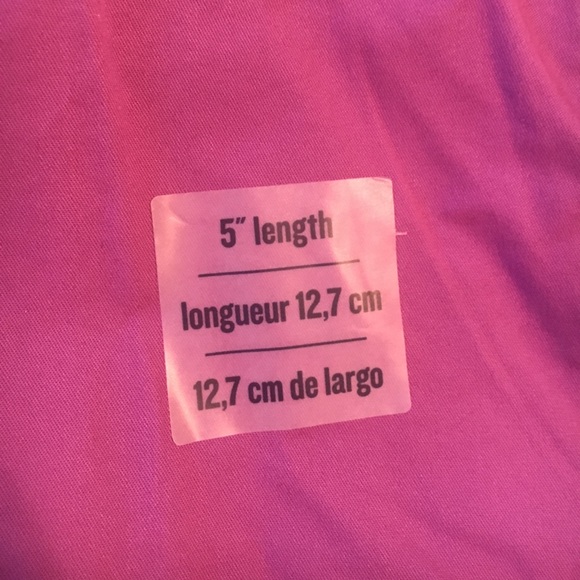 5″ length
longueur 12,7 cm
12,7 cm de largo